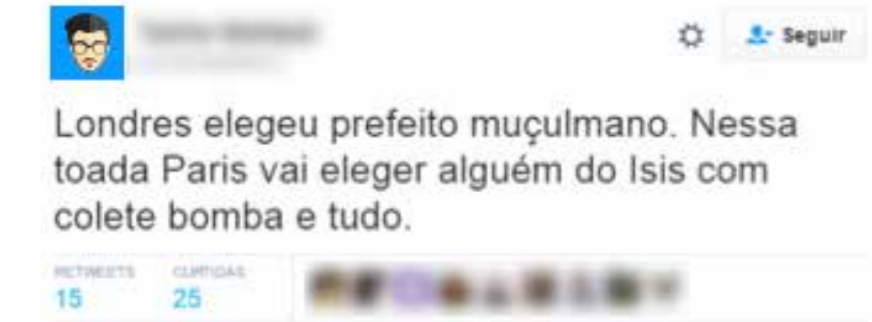 Seguir
Londres elegeu prefeito muçulmano. Nessa
toada Paris vai eleger alguém do Isis com
colete bomba e tudo.
RETWEETS CURTIDAS
15 25